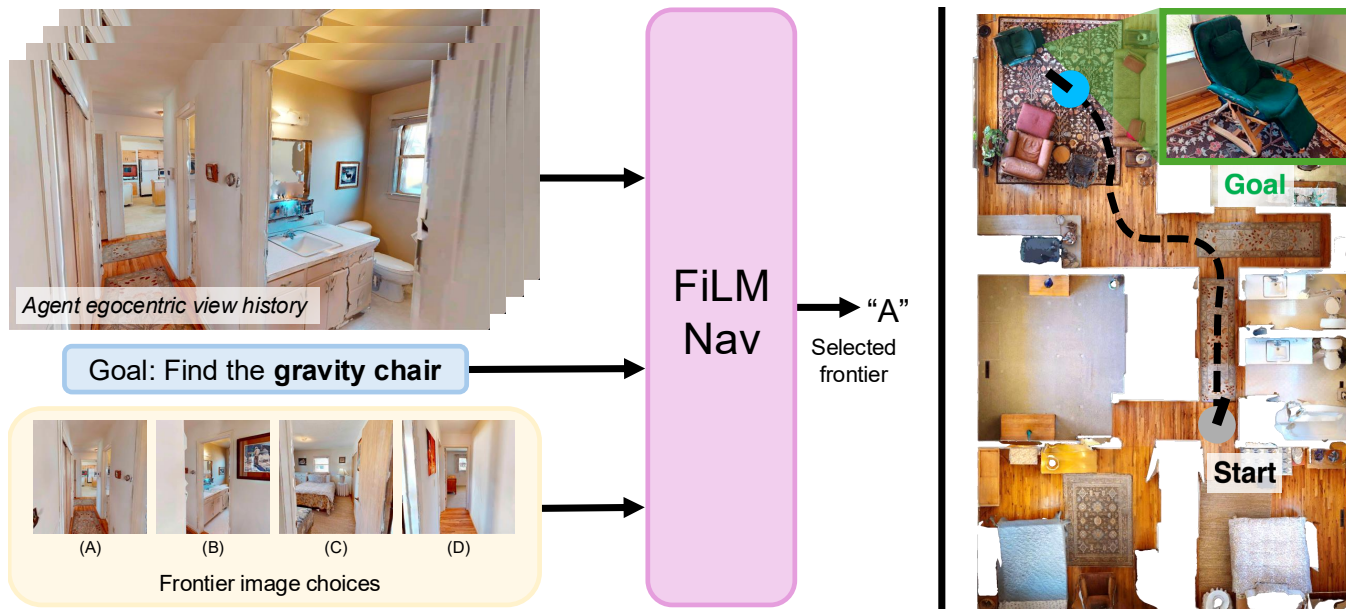 Agent egocentric view history
Goal: Find the gravity chair
(A)
(B)
(C)
(D)
Frontier image choices
FiLM
Nav
“A”
Selected
frontier
Goal
Start